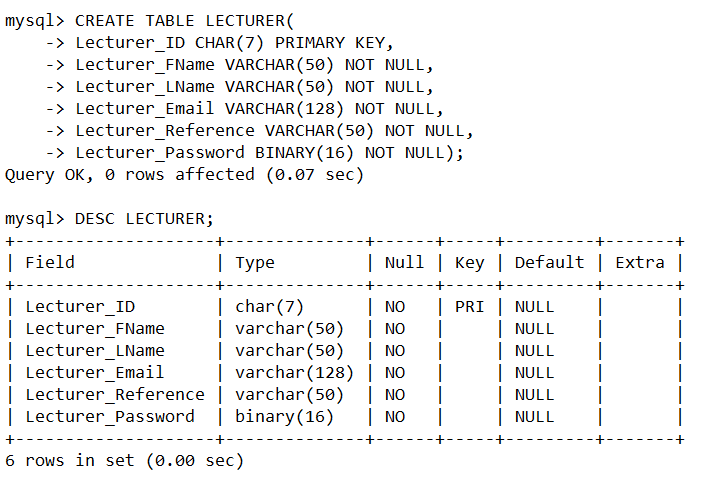 mysql> CREATE TABLE LECTURER(
    -> Lecturer_ID CHAR(7) PRIMARY KEY,
    -> Lecturer_FName VARCHAR(50) NOT NULL,
    -> Lecturer_LName VARCHAR(50) NOT NULL,
    -> Lecturer_Email VARCHAR(128) NOT NULL,
    -> Lecturer_Reference VARCHAR(50) NOT NULL,
    -> Lecturer_Password BINARY(16) NOT NULL);
Query OK, 0 rows affected (0.07 sec)

mysql> DESC LECTURER;
+--------------------+--------------+------+-----+---------+-------+
| Field              | Type         | Null | Key | Default | Extra |
+--------------------+--------------+------+-----+---------+-------+
| Lecturer_ID        | char(7)      | NO   | PRI | NULL    |       |
| Lecturer_FName     | varchar(50)  | NO   |     | NULL    |       |
| Lecturer_LName     | varchar(50)  | NO   |     | NULL    |       |
| Lecturer_Email     | varchar(128) | NO   |     | NULL    |       |
| Lecturer_Reference | varchar(50)  | NO   |     | NULL    |       |
| Lecturer_Password  | binary(16)   | NO   |     | NULL    |       |
+--------------------+--------------+------+-----+---------+-------+
6 rows in set (0.00 sec)